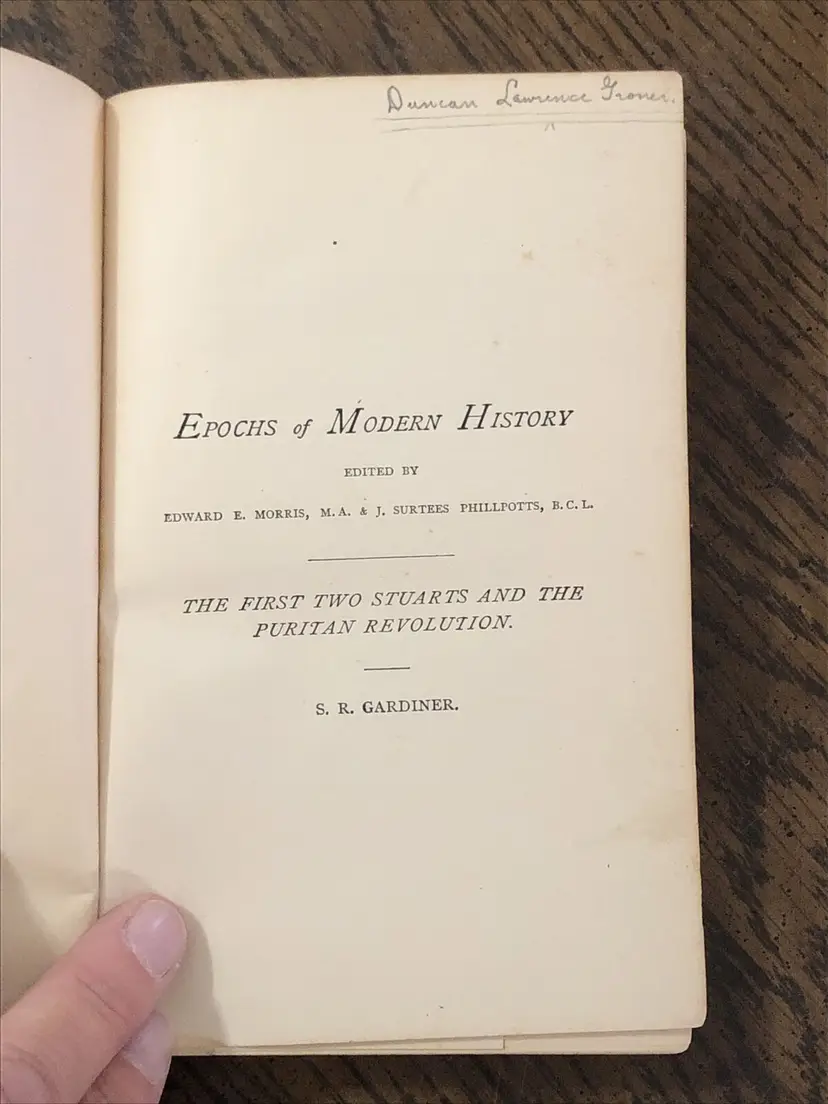 Duncan Lawrence Groner.
EPOCHS of MODERN HISTORY
EDITED BY
EDWARD E. MORRIS, M.A. & J. SURTEES PHILLPOTTS, B.C.L.
THE FIRST TWO STUARTS AND THE
PURITAN REVOLUTION.
S. R. GARDINER.